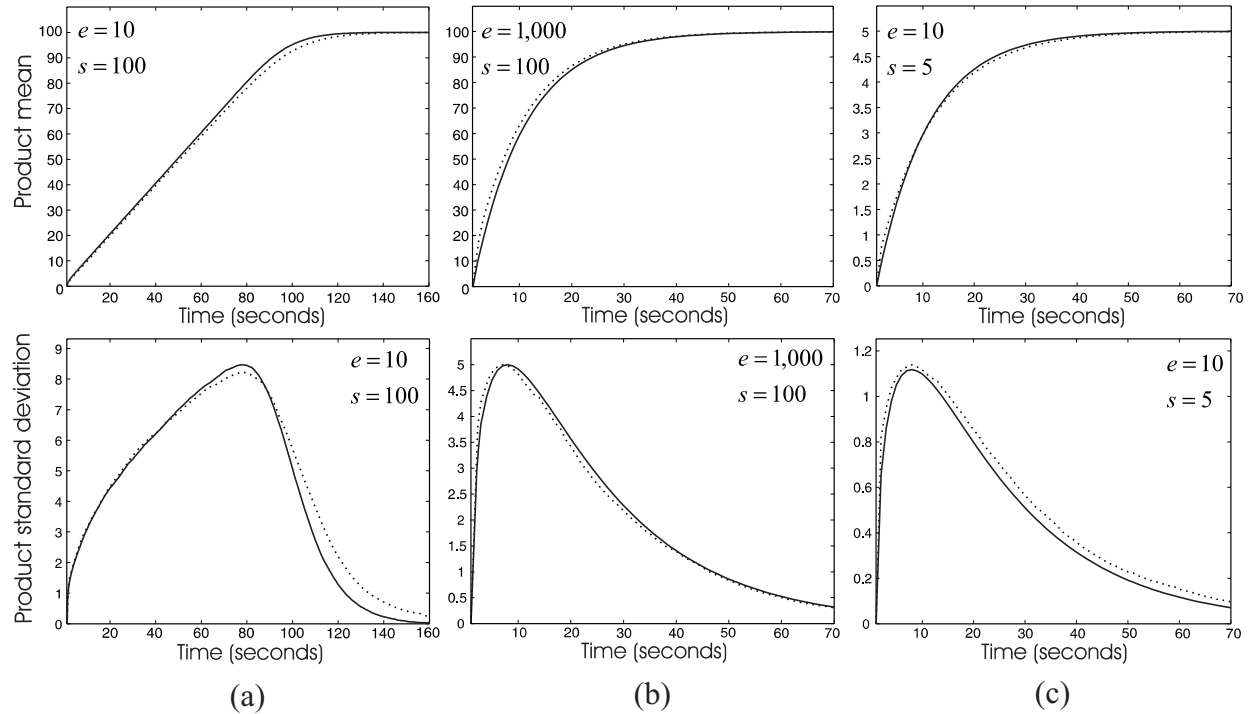 Product mean
100
90
80
70
60
50
40
30
20
10
0
e = 10
s = 100
20 40 60 80 100 120 140 160
Time (seconds)
100
90
80
70
60
50
40
30
20
10
0
e = 1,000
s = 100
10 20 30 40 50 60 70
Time (seconds)
5
4.5
4
3.5
3
2.5
2
1.5
1
0.5
0
e = 10
s = 5
10 20 30 40 50 60 70
Time (seconds)
Product standard deviation
9
8
7
6
5
4
3
2
1
0
e = 10
s = 100
20 40 60 80 100 120 140 160
Time (seconds)
5
4.5
4
3.5
3
2.5
2
1.5
1
0.5
0
e = 1,000
s = 100
10 20 30 40 50 60 70
Time (seconds)
1.2
1
0.8
0.6
0.4
0.2
0
e = 10
s = 5
10 20 30 40 50 60 70
Time (seconds)
(a) (b) (c)